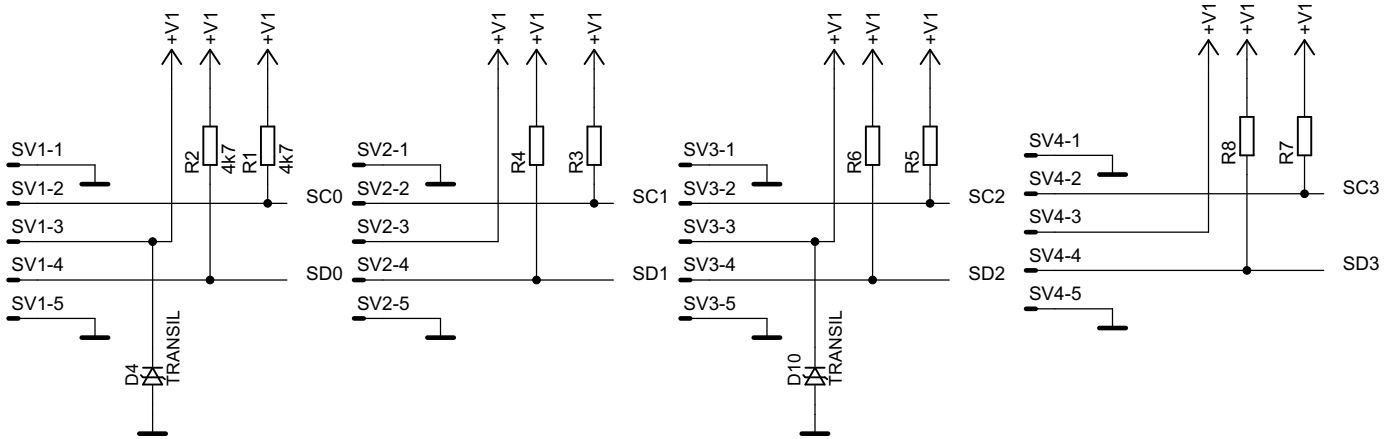 +V1 +V1 +V1 +V1 +V1 +V1 +V1 +V1 +V1 +V1 +V1 +V1
SV1-1
SV1-2
SV1-3
SV1-4
SV1-5
R2
4k7
R1
4k7
SC0
SD0
D4
TRANSIL
SV2-1
SV2-2
SV2-3
SV2-4
SV2-5
R4
R3
SC1
SD1
SV3-1
SV3-2
SV3-3
SV3-4
SV3-5
R6
R5
SC2
SD2
D10
TRANSIL
SV4-1
SV4-2
SV4-3
SV4-4
SV4-5
R8
R7
SC3
SD3